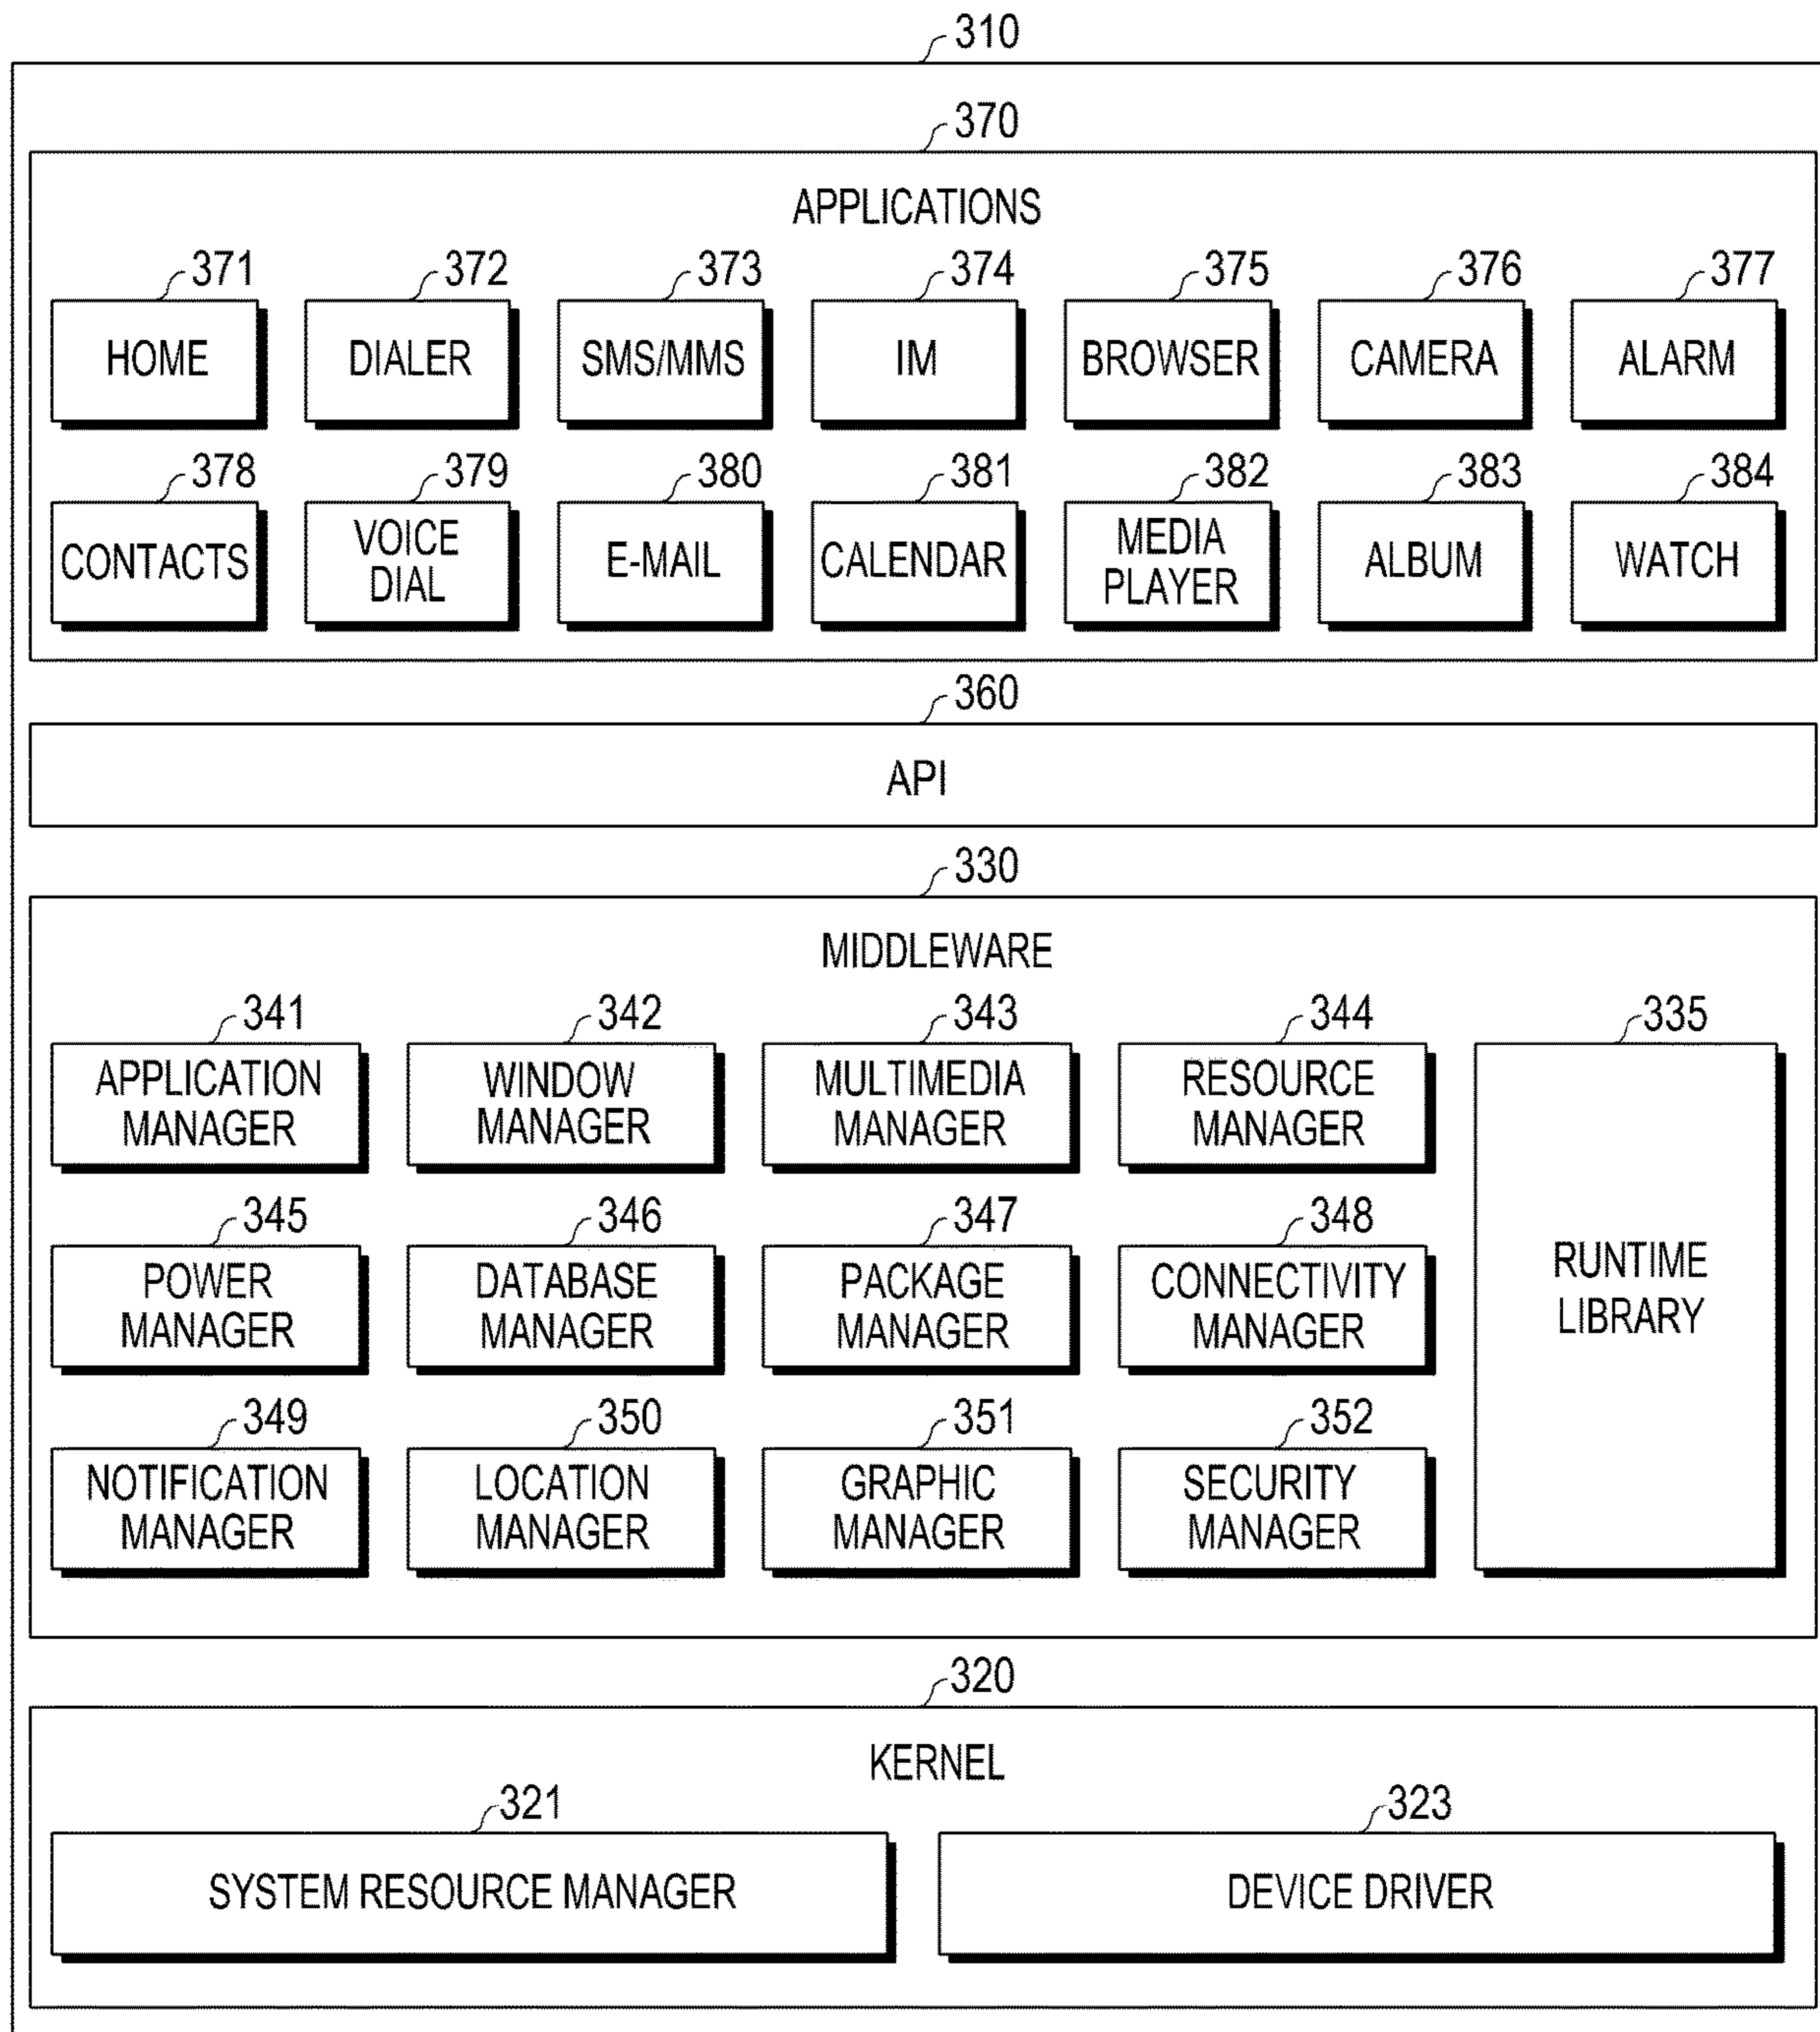 310
370
APPLICATIONS
371 372 373 374 375 376 377
HOME DIALER SMS/MMS IM BROWSER CAMERA ALARM
378 379 380 381 382 383 384
CONTACTS VOICE DIAL E-MAIL CALENDAR MEDIA PLAYER ALBUM WATCH
360
API
330
MIDDLEWARE
341 342 343 344 335
APPLICATION MANAGER WINDOW MANAGER MULTIMEDIA MANAGER RESOURCE MANAGER
345 346 347 348
POWER MANAGER DATABASE MANAGER PACKAGE MANAGER CONNECTIVITY MANAGER RUNTIME LIBRARY
349 350 351 352
NOTIFICATION MANAGER LOCATION MANAGER GRAPHIC MANAGER SECURITY MANAGER
320
KERNEL
321 323
SYSTEM RESOURCE MANAGER DEVICE DRIVER